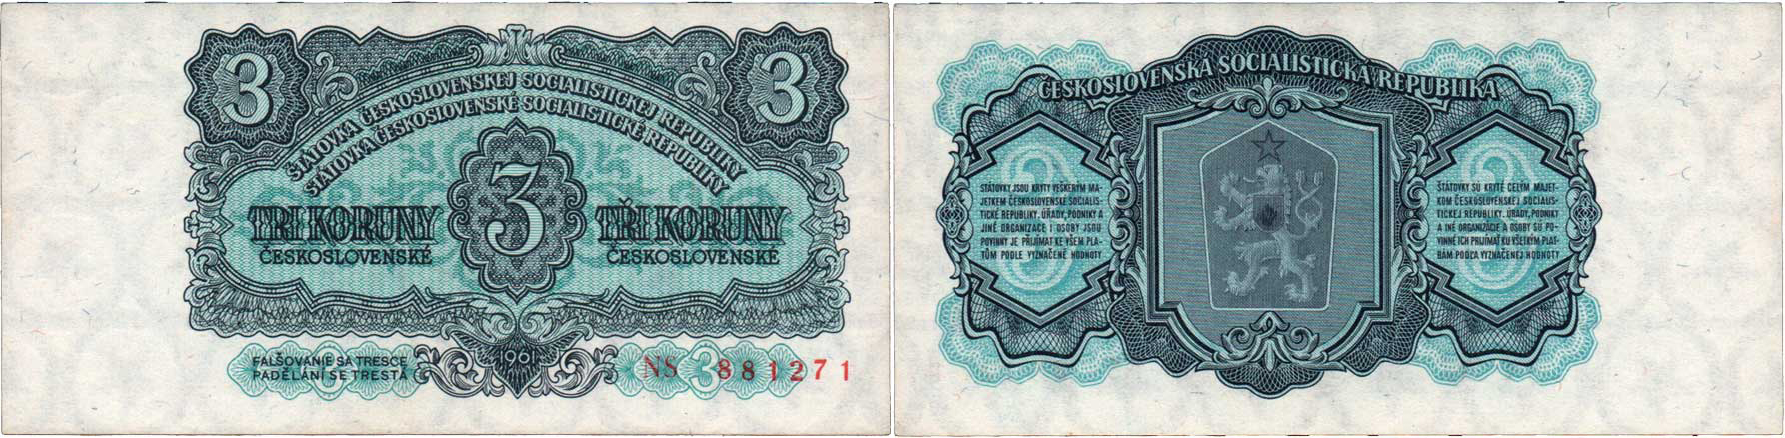 3
3
ŠTÁTOVKA ČESKOSLOVENSKEJ SOCIALISTICKEJ REPUBLIKY
STÁTOVKA ČESKOSLOVENSKÉ SOCIALISTICKÉ REPUBLIKY
TRI KORUNY
ČESKOSLOVENSKÉ
3
TŘI KORUNY
ČESKOSLOVENSKÉ
FALŠOVANIE SA TRESCE
PADĚLÁNÍ SE TRESTÁ
1961
3
NS 881271
ČESKOSLOVENSKÁ SOCIALISTICKÁ REPUBLIKA
3
STÁTOVKY JSOU KRYTY VEŠKERÝM MA-
JETKEM ČESKOSLOVENSKÉ SOCIALIS-
TICKÉ REPUBLIKY. ÚŘADY, PODNIKY A
JINÉ ORGANIZACE I OSOBY JSOU
POVINNY JE PŘIJÍMAT KE VŠEM PLA-
TŮM PODLE VYZNAČENÉ HODNOTY
3
ŠTÁTOVKY SÚ KRYTÉ CELÝM MAJET-
KOM ČESKOSLOVENSKEJ SOCIALIS-
TICKEJ REPUBLIKY. ÚRADY, PODNIKY
A INÉ ORGANIZÁCIE A OSOBY SÚ PO-
VINNÉ ICH PRIJÍMAŤ KU VŠETKÝM PLAT-
BÁM PODĽA VYZNAČENEJ HODNOTY